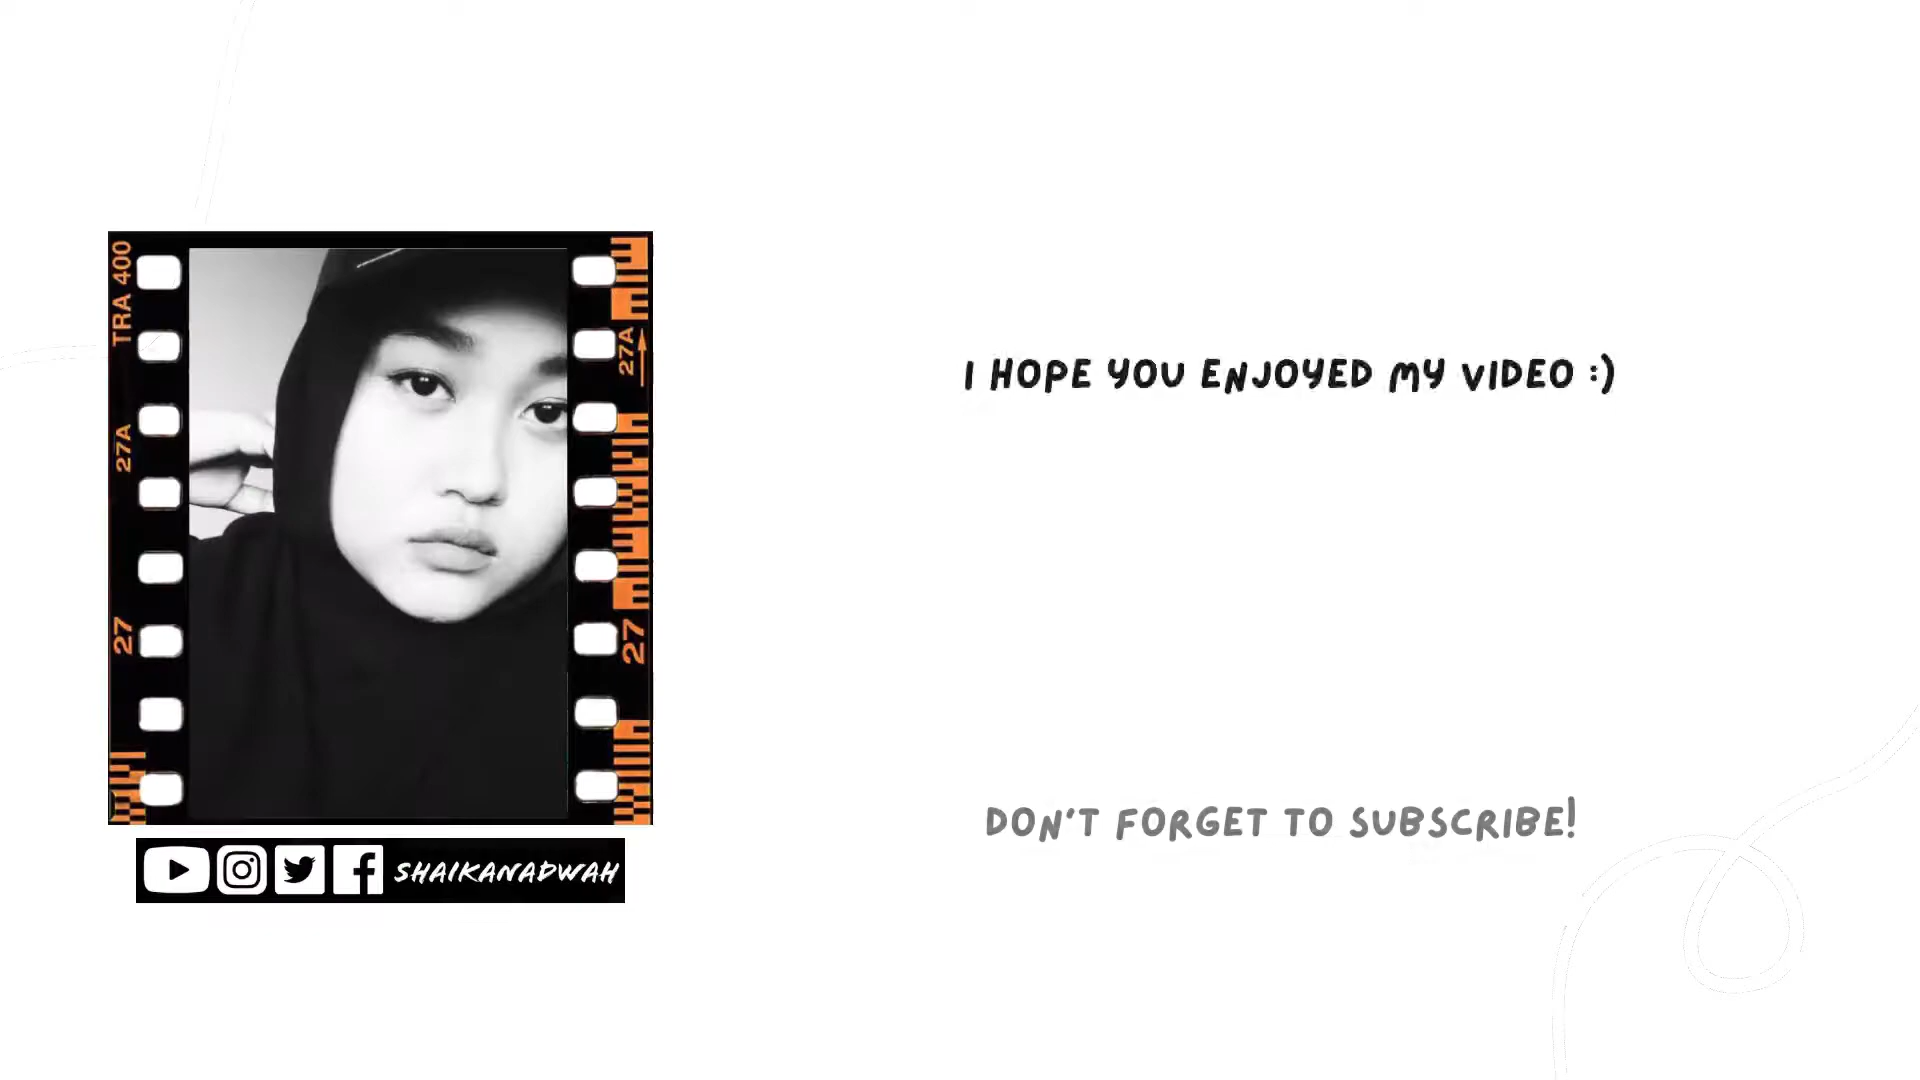 TRA 400
27A
27
27A
27
I HOPE YOU ENJOYED MY VIDEO :)
DON'T FORGET TO SUBSCRIBE!
SHAIKANADWAH